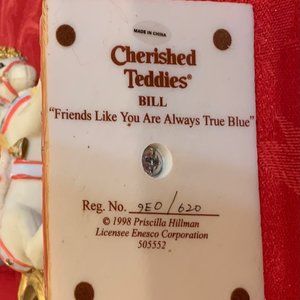 MADE IN CHINA
Cherished
Teddies®
BILL
"Friends Like You Are Always True Blue"
Reg. No. 9E0/620
© 1998 Priscilla Hillman
Licensee Enesco Corporation
505552